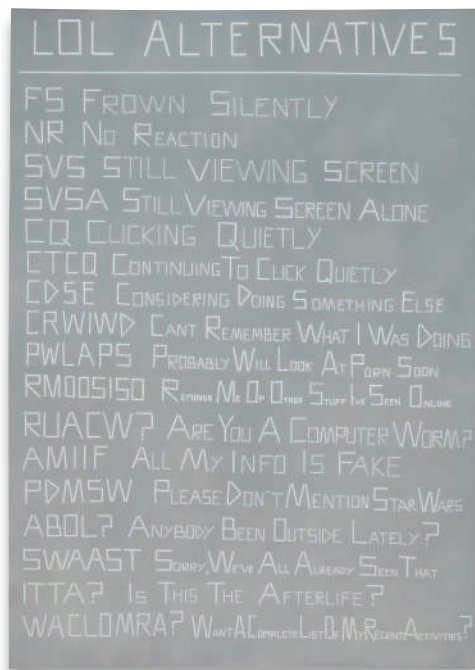 LOL ALTERNATIVES
FS FROWN SILENTLY
NR NO REACTION
SVS STILL VIEWING SCREEN
SVSA STILL VIEWING SCREEN ALONE
CQ CLICKING QUIETLY
CTCQ CONTINUING TO CLICK QUIETLY
CDSE CONSIDERING DOING SOMETHING ELSE
CRWIWD CANT REMEMBER WHAT I WAS DOING
PWLAPS PROBABLY WILL LOOK AT PORN SOON
RMOOSISO REMINDS ME OF OTHER STUFF I'VE SEEN ONLINE
RUACW? ARE YOU A COMPUTER WORM?
AMIIF ALL MY INFO IS FAKE
PDMSW PLEASE DON'T MENTION STAR WARS
ABOL? ANYBODY BEEN OUTSIDE LATELY?
SWAAST SORRY, WE'VE ALL ALREADY SEEN THAT
ITTA? IS THIS THE AFTERLIFE?
WACLOMRA? WANT A COMPLETE LIST OF MY RECENT ACTIVITIES?